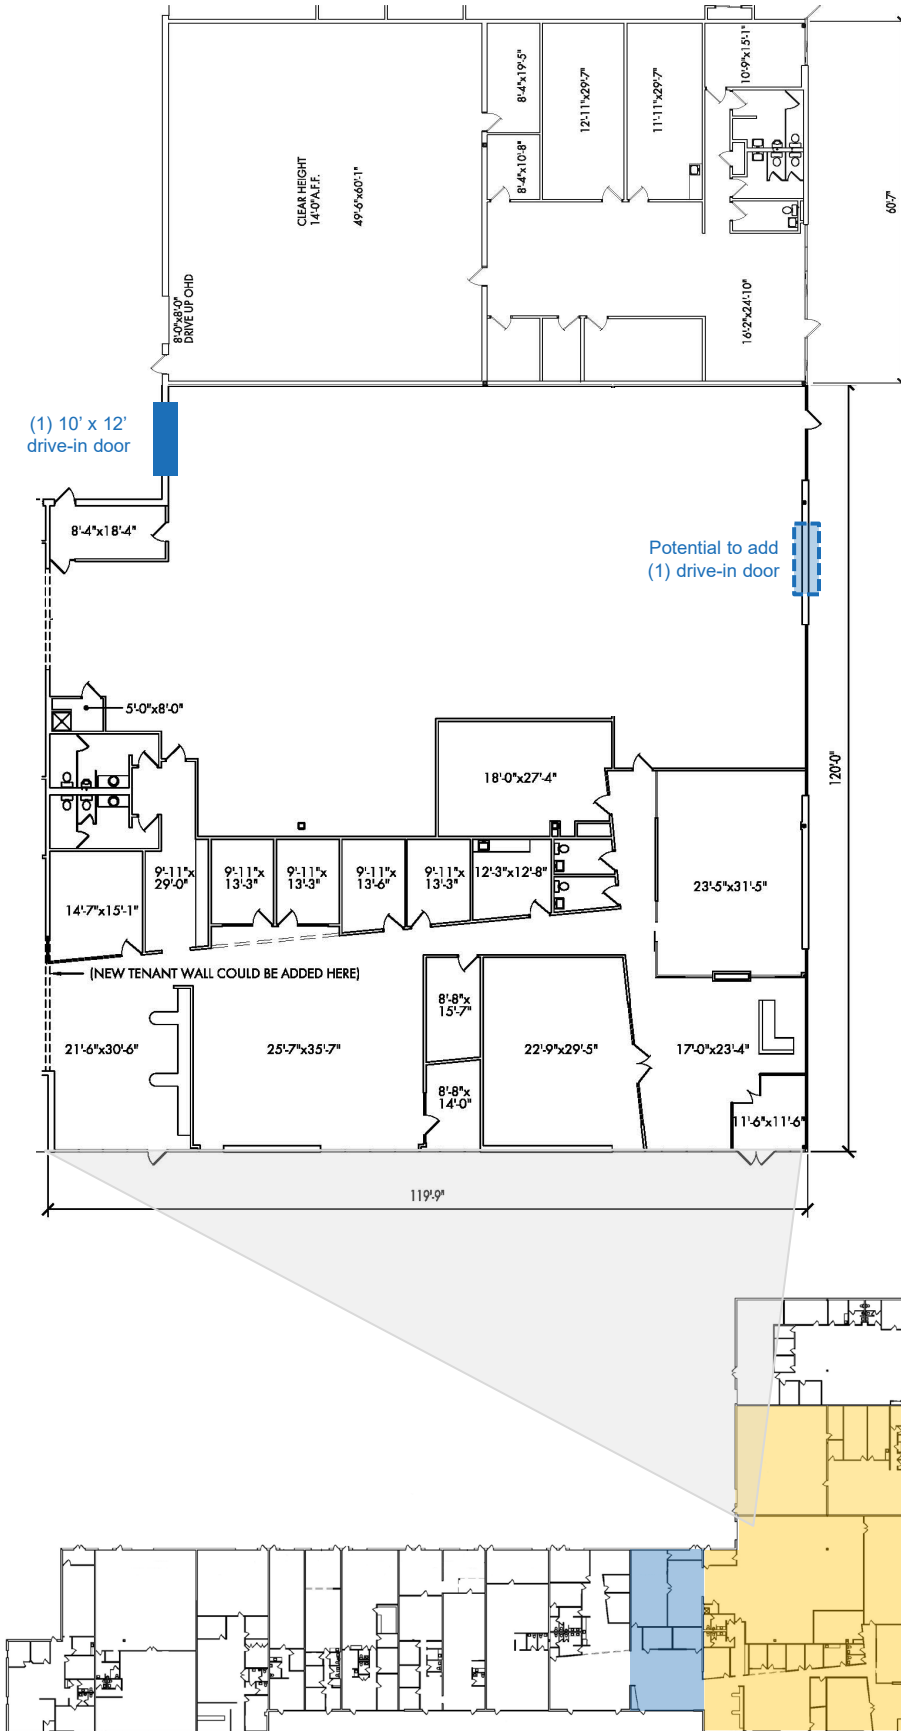 8'-4"x19'-5"
12'-11"x29'-7"
11'-11"x29'-7"
10'-9"x15'-1"
CLEAR HEIGHT
14'-0"A.F.F.
49'-6"x60'-1"
8'-4"x10'-8"
60'-7"
8'-0"x8'-0"
DRIVE UP OHD
16'-2"x24'-10"
(1) 10' x 12'
drive-in door
8'-4"x18'-4"
Potential to add
(1) drive-in door
5'-0"x8'-0"
18'-0"x27'-4"
120'-0"
9'-11"x
29'-0"
9'-11"x
13'-3"
9'-11"x
13'-3"
9'-11"x
13'-6"
9'-11"x
13'-3"
12'-3"x12'-8"
23'-5"x31'-5"
14'-7"x15'-1"
(NEW TENANT WALL COULD BE ADDED HERE)
8'-8"x
15'-7"
21'-6"x30'-6"
25'-7"x35'-7"
22'-9"x29'-5"
17'-0"x23'-4"
8'-8"x
14'-0"
11'-6"x11'-6"
119'-9"